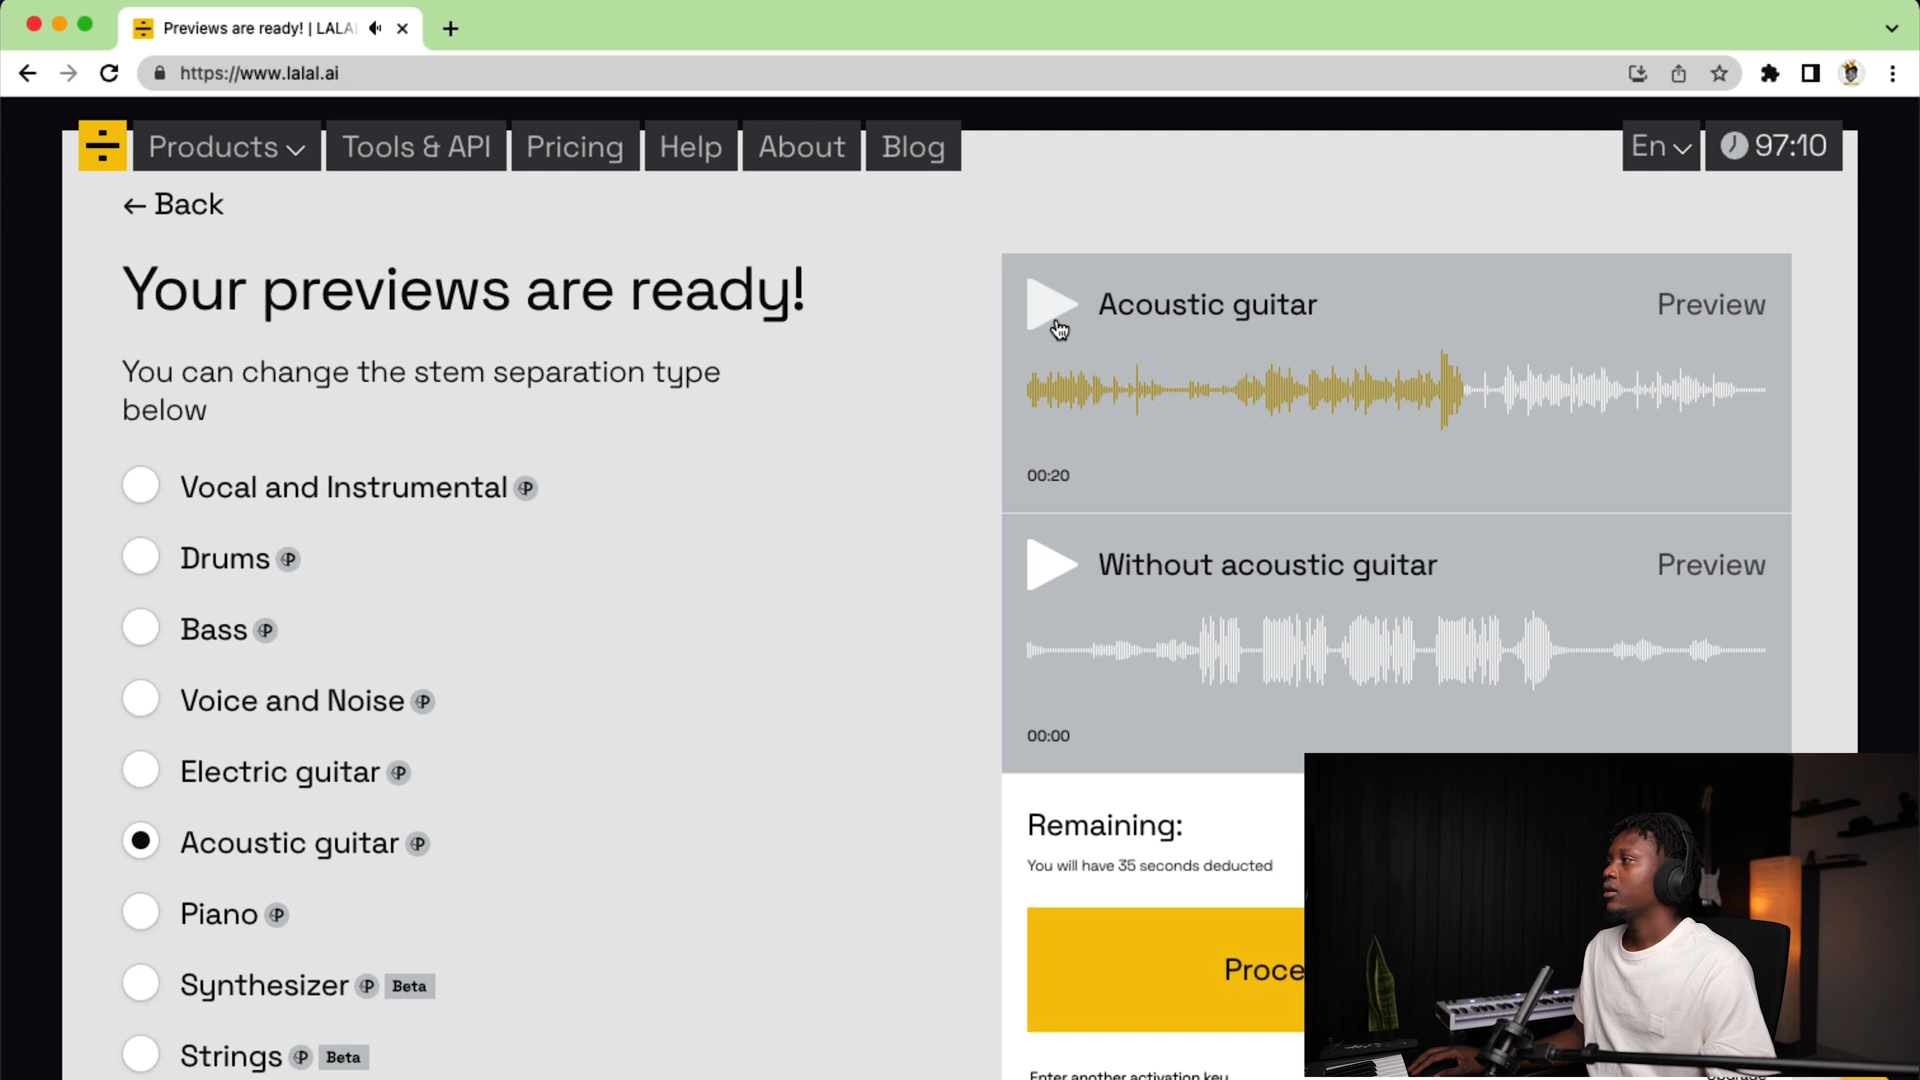 Previews are ready! | LALAL
https://www.lalal.ai
Products
Tools & API
Pricing
Help
About
Blog
En
97:10
← Back
Your previews are ready!
You can change the stem separation type
below
Vocal and Instrumental
Drums
Bass
Voice and Noise
Electric guitar
Acoustic guitar
Piano
Synthesizer Beta
Strings Beta
Acoustic guitar
Preview
00:20
Without acoustic guitar
Preview
00:00
Remaining:
You will have 35 seconds deducted
Proce
Enter another activation key